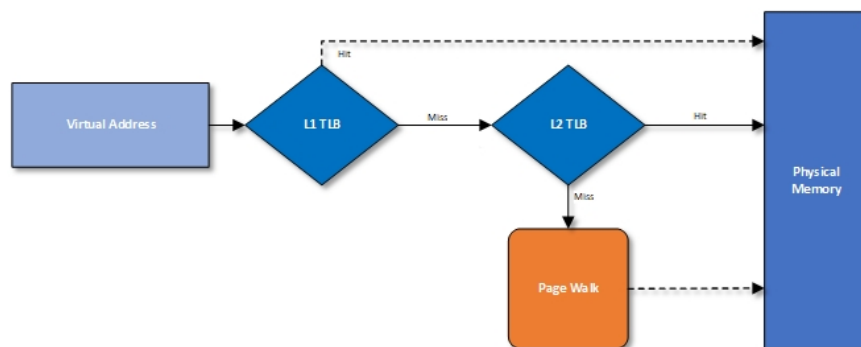 Hit
Virtual Address
L1 TLB
Miss
L2 TLB
Hit
Physical
Memory
Miss
Page Walk